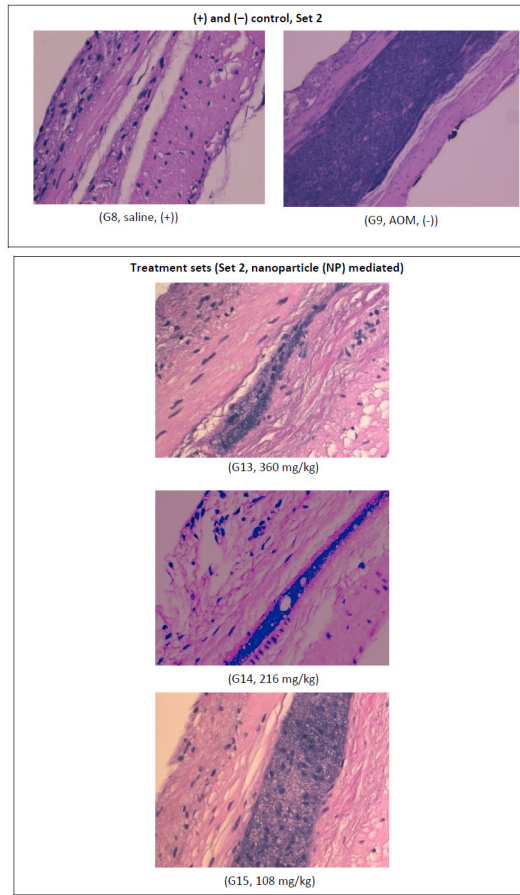 (+) and (−) control, Set 2
(G8, saline, (+))
(G9, AOM, (-))
Treatment sets (Set 2, nanoparticle (NP) mediated)
(G13, 360 mg/kg)
(G14, 216 mg/kg)
(G15, 108 mg/kg)